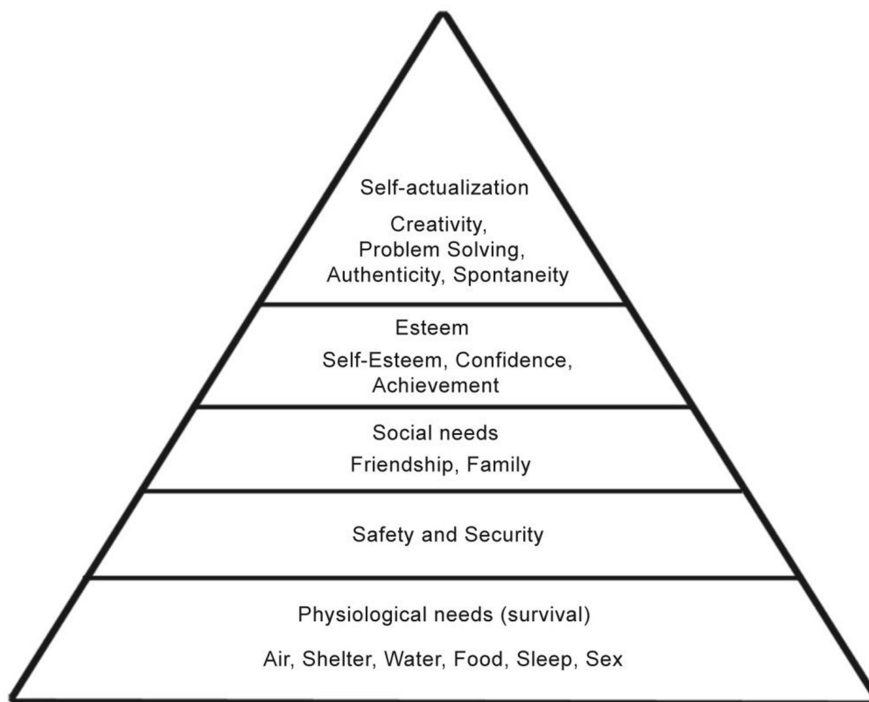 Self-actualization
Creativity,
Problem Solving,
Authenticity, Spontaneity
Esteem
Self-Esteem, Confidence,
Achievement
Social needs
Friendship, Family
Safety and Security
Physiological needs (survival)
Air, Shelter, Water, Food, Sleep, Sex